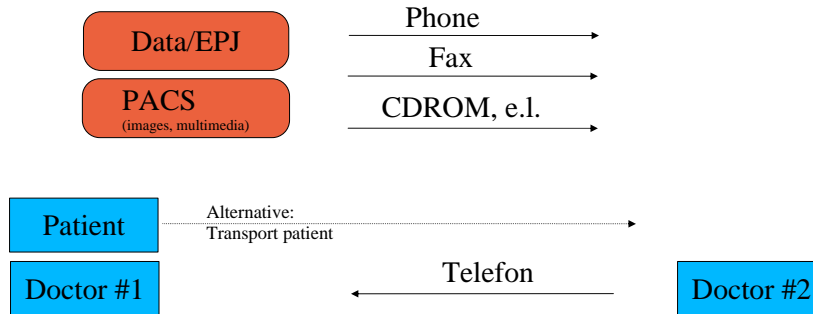 Phone
Data/EPJ
Fax
PACS
(images, multimedia)
CDROM, e.l.
Patient
Alternative:
Transport patient
Doctor #1
Telefon
Doctor #2